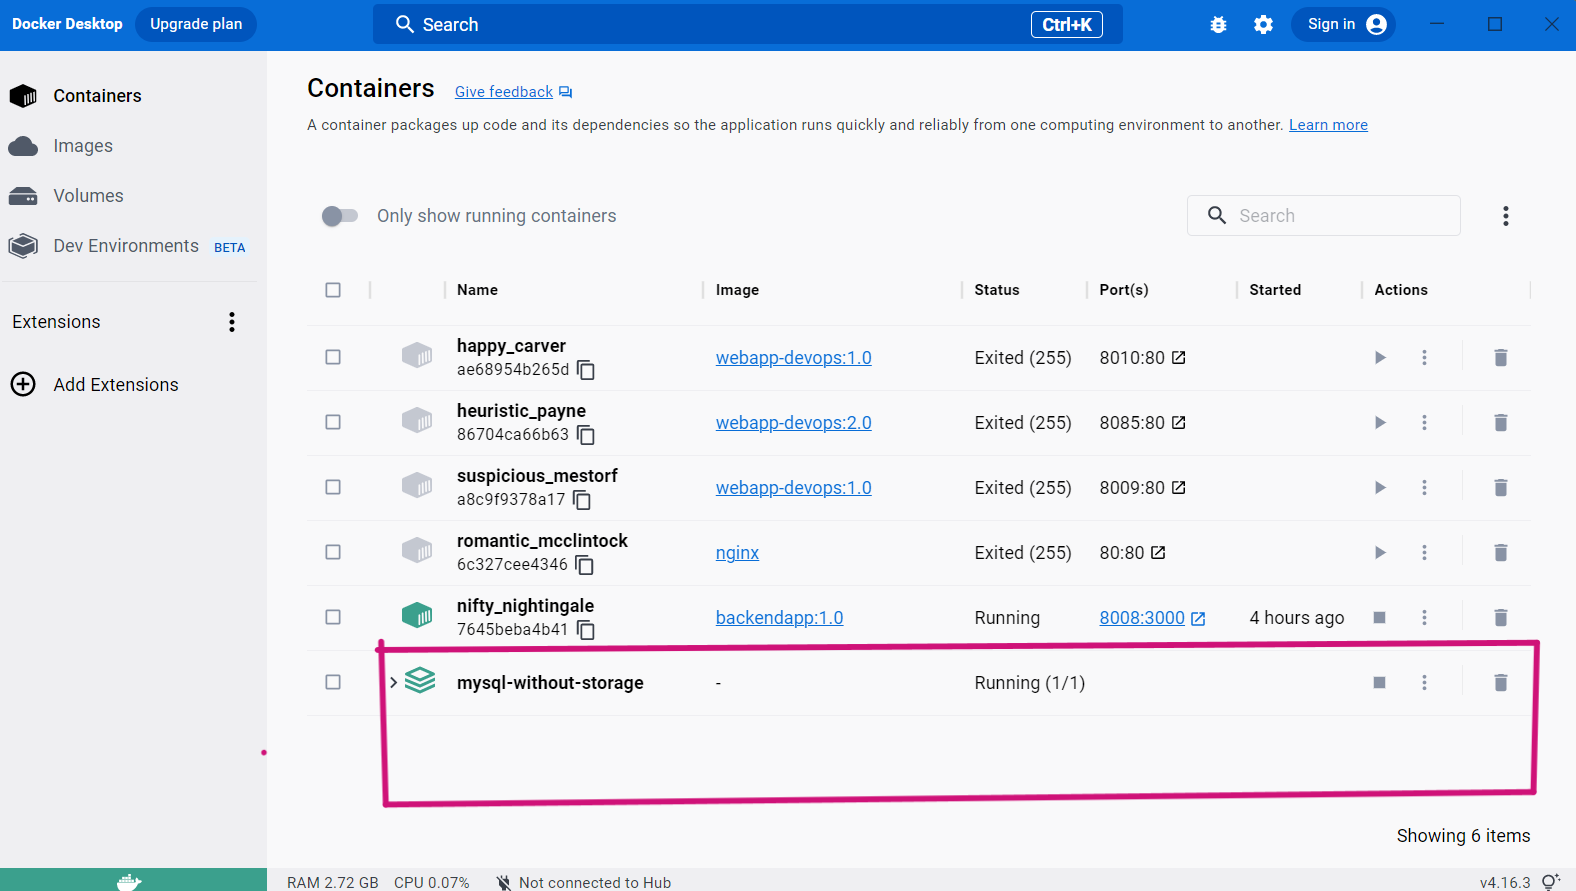 Docker Desktop Upgrade plan Search Ctrl+K Sign in
Containers
Images
Volumes
Dev Environments BETA
Extensions
Add Extensions
Containers Give feedback
A container packages up code and its dependencies so the application runs quickly and reliably from one computing environment to another. Learn more
Only show running containers Search
Name Image Status Port(s) Started Actions
happy_carver
ae68954b265d webapp-devops:1.0 Exited (255) 8010:80
heuristic_payne
86704ca66b63 webapp-devops:2.0 Exited (255) 8085:80
suspicious_mestorf
a8c9f9378a17 webapp-devops:1.0 Exited (255) 8009:80
romantic_mcclintock
6c327cee4346 nginx Exited (255) 80:80
nifty_nightingale
7645beba4b41 backendapp:1.0 Running 8008:3000 4 hours ago
mysql-without-storage - Running (1/1)
Showing 6 items
RAM 2.72 GB CPU 0.07% Not connected to Hub v4.16.3